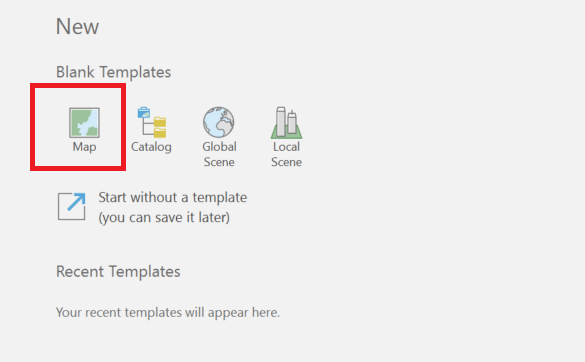 New
Blank Templates
Map
Catalog
Global
Scene
Local
Scene
Start without a template
(you can save it later)
Recent Templates
Your recent templates will appear here.